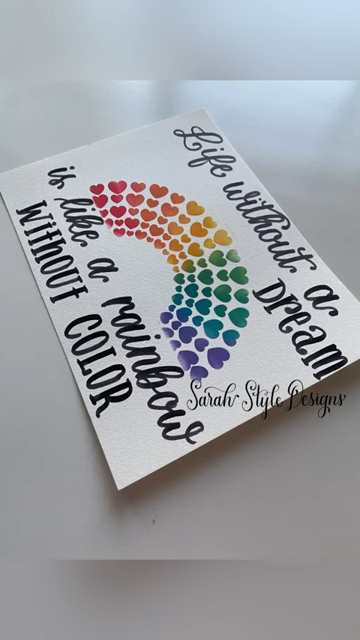 Life without a
Dream
is like a rainbow
WITHOUT COLOR
Sarah Style Designs